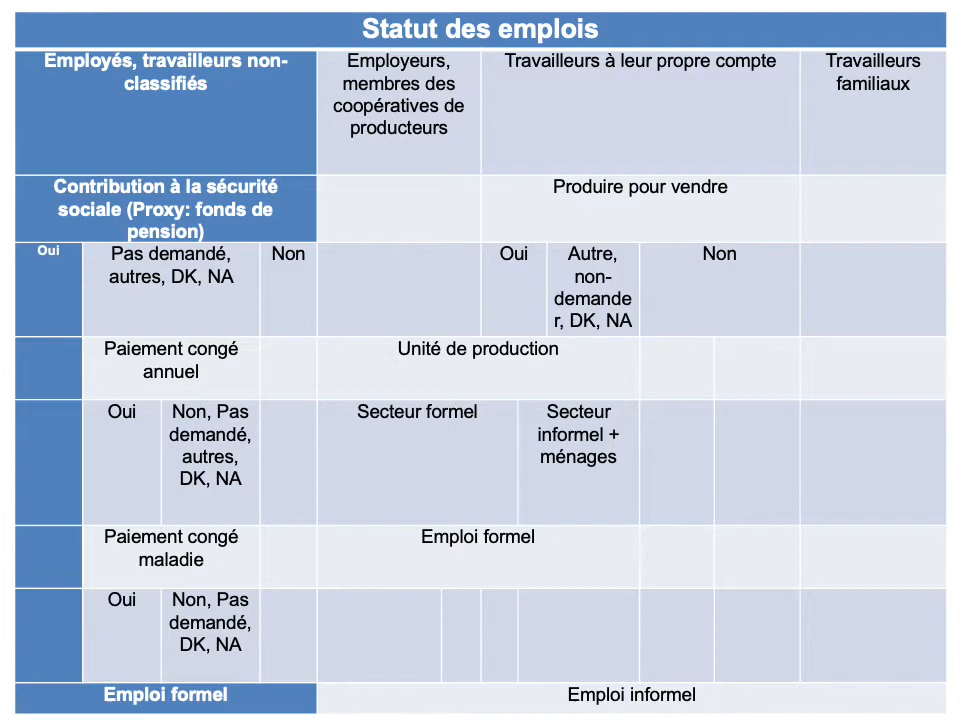 Statut des emplois
Employés, travailleurs non-
classifiés
Employeurs,
membres des
coopératives de
producteurs
Travailleurs à leur propre compte
Travailleurs
familiaux
Contribution à la sécurité
sociale (Proxy: fonds de
pension)
Produire pour vendre
Oui
Pas demandé,
autres, DK, NA
Non
Oui
Autre,
non-
demande
r, DK, NA
Non
Paiement congé
annuel
Unité de production
Oui
Non, Pas
demandé,
autres,
DK, NA
Secteur formel
Secteur
informel +
ménages
Paiement congé
maladie
Emploi formel
Oui
Non, Pas
demandé,
DK, NA
Emploi formel
Emploi informel